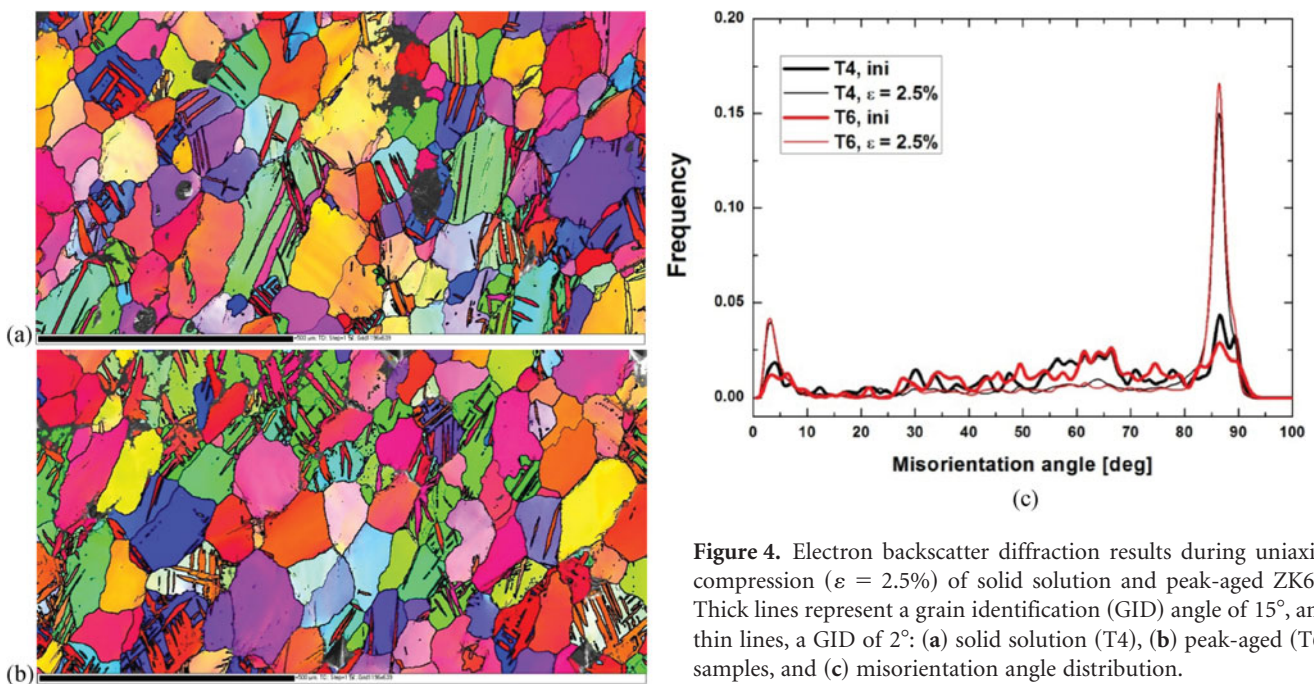 (a)
(b)
0.20
0.15
0.10
0.05
0.00
Frequency
T4, ini
T4, ε = 2.5%
T6, ini
T6, ε = 2.5%
0 10 20 30 40 50 60 70 80 90 100
Misorientation angle [deg]
(c)
Figure 4. Electron backscatter diffraction results during uniaxi
compression (ε = 2.5%) of solid solution and peak-aged ZK6
Thick lines represent a grain identification (GID) angle of 15°, an
thin lines, a GID of 2°: (a) solid solution (T4), (b) peak-aged (T6
samples, and (c) misorientation angle distribution.